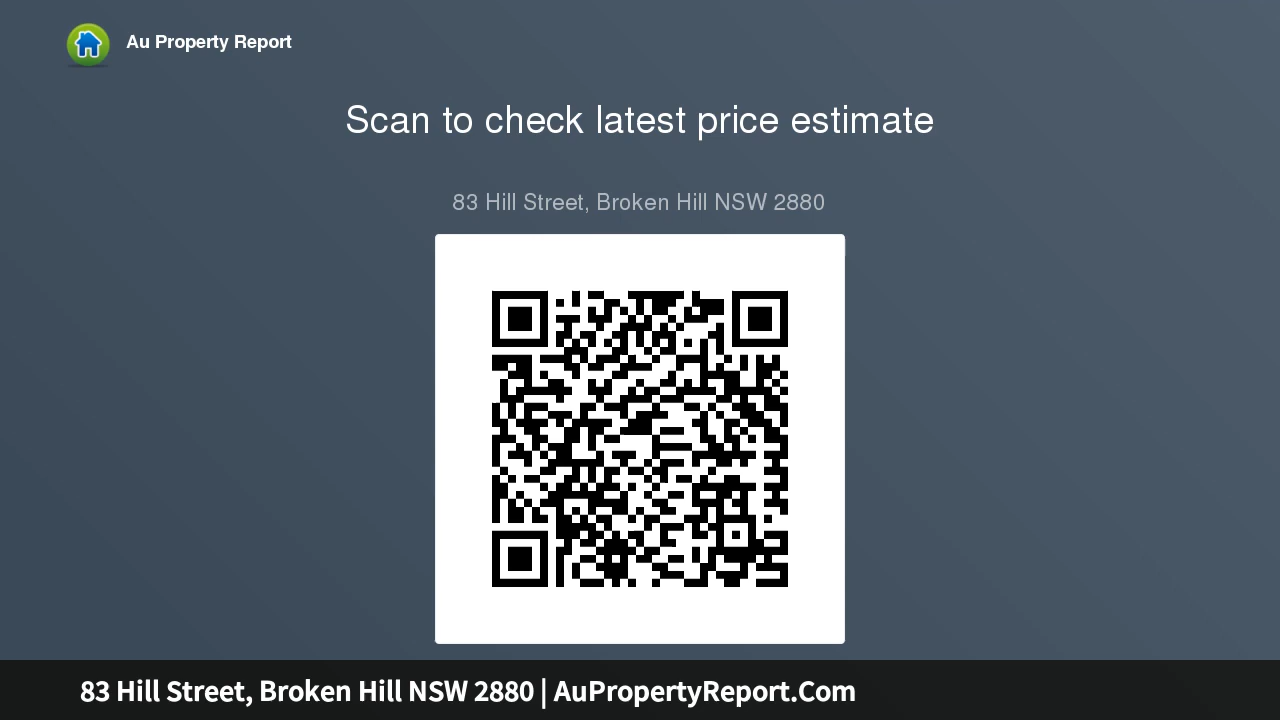 Au Property Report
Scan to check latest price estimate
83 Hill Street, Broken Hill NSW 2880
83 Hill Street, Broken Hill NSW 2880 | AuPropertyReport.Com